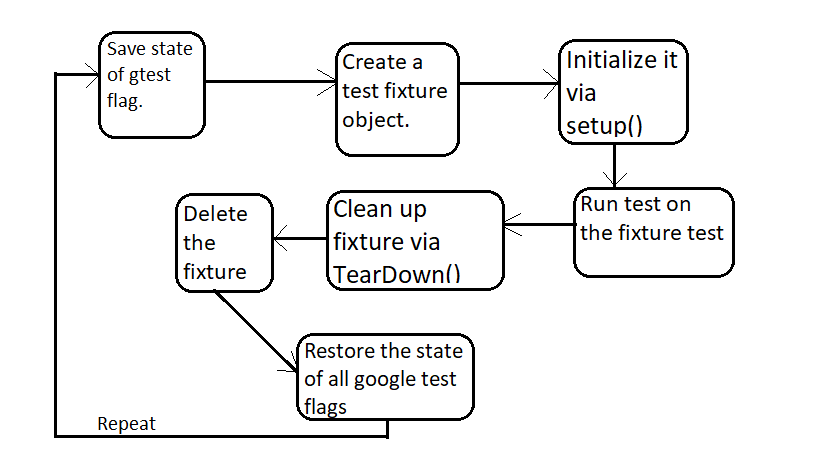 Save state
of gtest
flag.
Create a
test fixture
object.
Initialize it
via
setup()
Run test on
the fixture test
Clean up
fixture via
TearDown()
Delete
the
fixture
Restore the state
of all google test
flags
Repeat